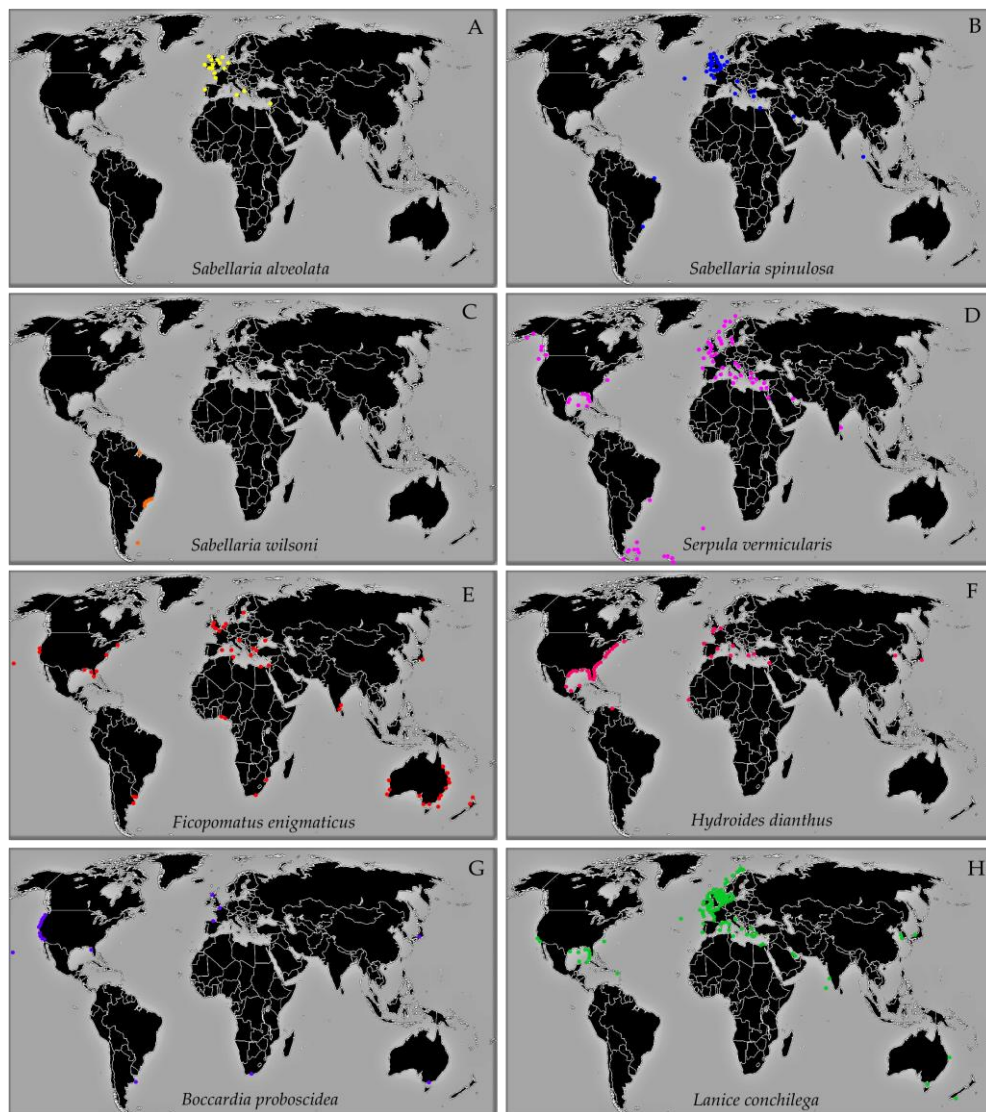 A
Sabellaria alveolata
B
Sabellaria spinulosa
C
Sabellaria wilsoni
D
Serpula vermicularis
E
Ficopomatus enigmaticus
F
Hydroides dianthus
G
Boccardia proboscidea
H
Lanice conchilega